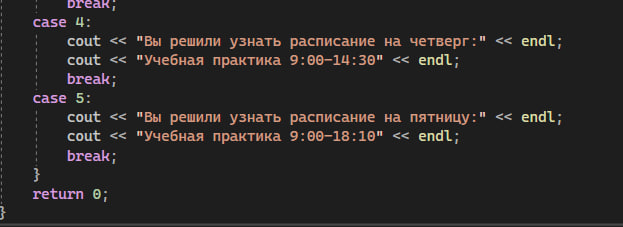 break;
case 4:
cout << "Вы решили узнать расписание на четверг:" << endl;
cout << "Учебная практика 9:00-14:30" << endl;
break;
case 5:
cout << "Вы решили узнать расписание на пятницу:" << endl;
cout << "Учебная практика 9:00-18:10" << endl;
break;
}
return 0;
}